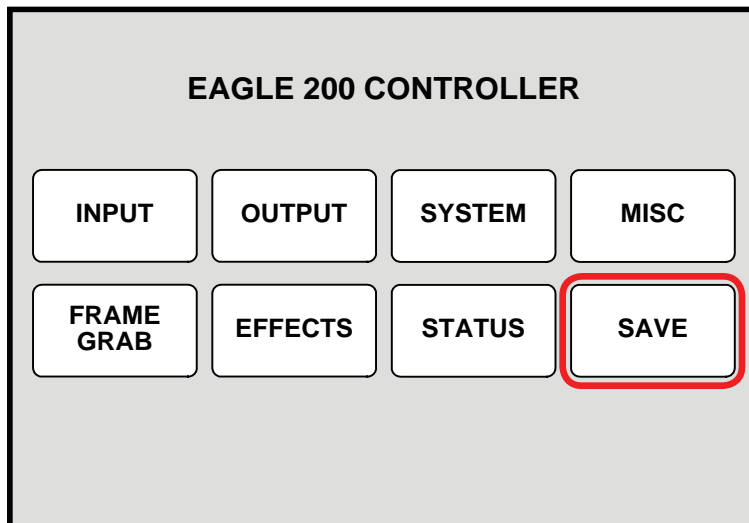 EAGLE 200 CONTROLLER
INPUT
OUTPUT
SYSTEM
MISC
FRAME
GRAB
EFFECTS
STATUS
SAVE